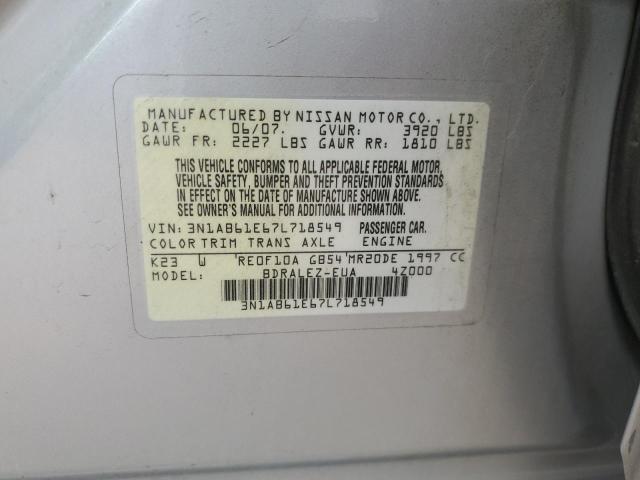 MANUFACTURED BY NISSAN MOTOR CO., LTD.
DATE: 06/07. GVWR: 3920 LBS
GAWR FR: 2227 LBS GAWR RR: 1810 LBS
THIS VEHICLE CONFORMS TO ALL APPLICABLE FEDERAL MOTOR,
VEHICLE SAFETY, BUMPER AND THEFT PREVENTION STANDARDS
IN EFFECT ON THE DATE OF MANUFACTURE SHOWN ABOVE.
SEE OWNER'S MANUAL FOR ADDITIONAL INFORMATION.
VIN: 3N1AB61E67L718549 PASSENGER CAR.
COLOR TRIM TRANS AXLE ENGINE
K23 W 'RE0F10A GB54 'MR20DE 1997 CC
MODEL: BDRALEZ-EUA 4Z000
3N1AB61E67L718549